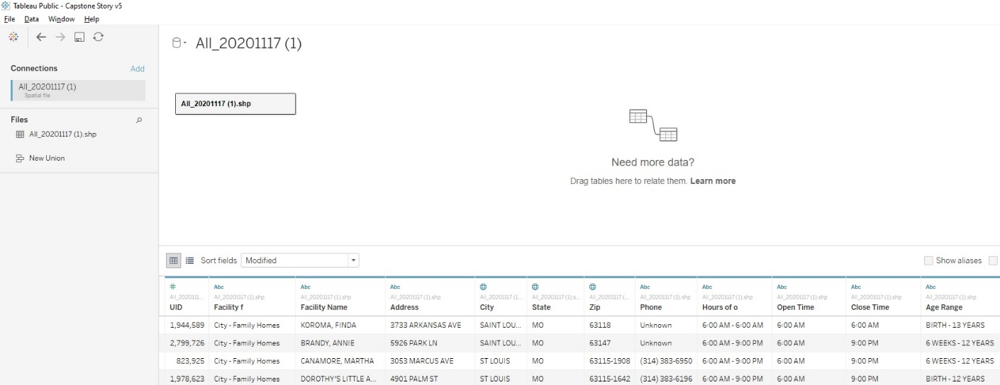 Tableau Public - Capstone Story v5
File Data Window Help
Connections Add
All_20201117 (1)
Spatial file
Files
All_20201117 (1).shp
New Union
All_20201117 (1)
All_20201117 (1).shp
Need more data?
Drag tables here to relate them. Learn more
Sort fields Modified Show aliases
# Abc Abc Abc Abc Abc Abc Abc Abc
All_202011... All_20201117 (1).shp All_20201117 (1).shp All_20201117 (1).shp All_20201117 (1... All_20201117 (1).s... All_20201117 (... All_20201117 (1).shp All_20201117 (1).shp All_20201117 (1).shp All_20201117 (1).shp All_20201117 (1).shp
UID Facility f Facility Name Address City State Zip Phone Hours of o Open Time Close Time Age Range
1,944,589 City - Family Homes KOROMA, FINDA 3733 ARKANSAS AVE SAINT LOU... MO 63118 Unknown 6:00 AM - 6:00 AM 6:00 AM 6:00 AM BIRTH - 13 YEARS
2,799,726 City - Family Homes BRANDY, ANNIE 5926 PARK LN SAINT LOU... MO 63147 Unknown 6:00 AM - 9:00 PM 6:00 AM 9:00 PM 6 WEEKS - 12 YEARS
823,925 City - Family Homes CANAMORE, MARTHA 3053 MARCUS AVE ST LOUIS MO 63115-1908 (314) 383-6950 6:00 AM - 9:00 PM 6:00 AM 9:00 PM 6 WEEKS - 12 YEARS
1,978,623 City - Family Homes DOROTHY'S LITTLE A... 4901 PALM ST ST LOUIS MO 63115-1642 (314) 383-6196 6:00 AM - 9:00 PM 6:00 AM 9:00 PM BIRTH - 12 YEARS